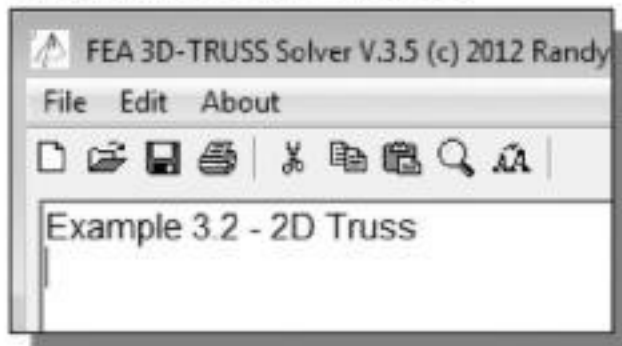 FEA 3D-TRUSS Solver V.3.5 (c) 2012 Randy
File Edit About
Example 3.2 - 2D Truss